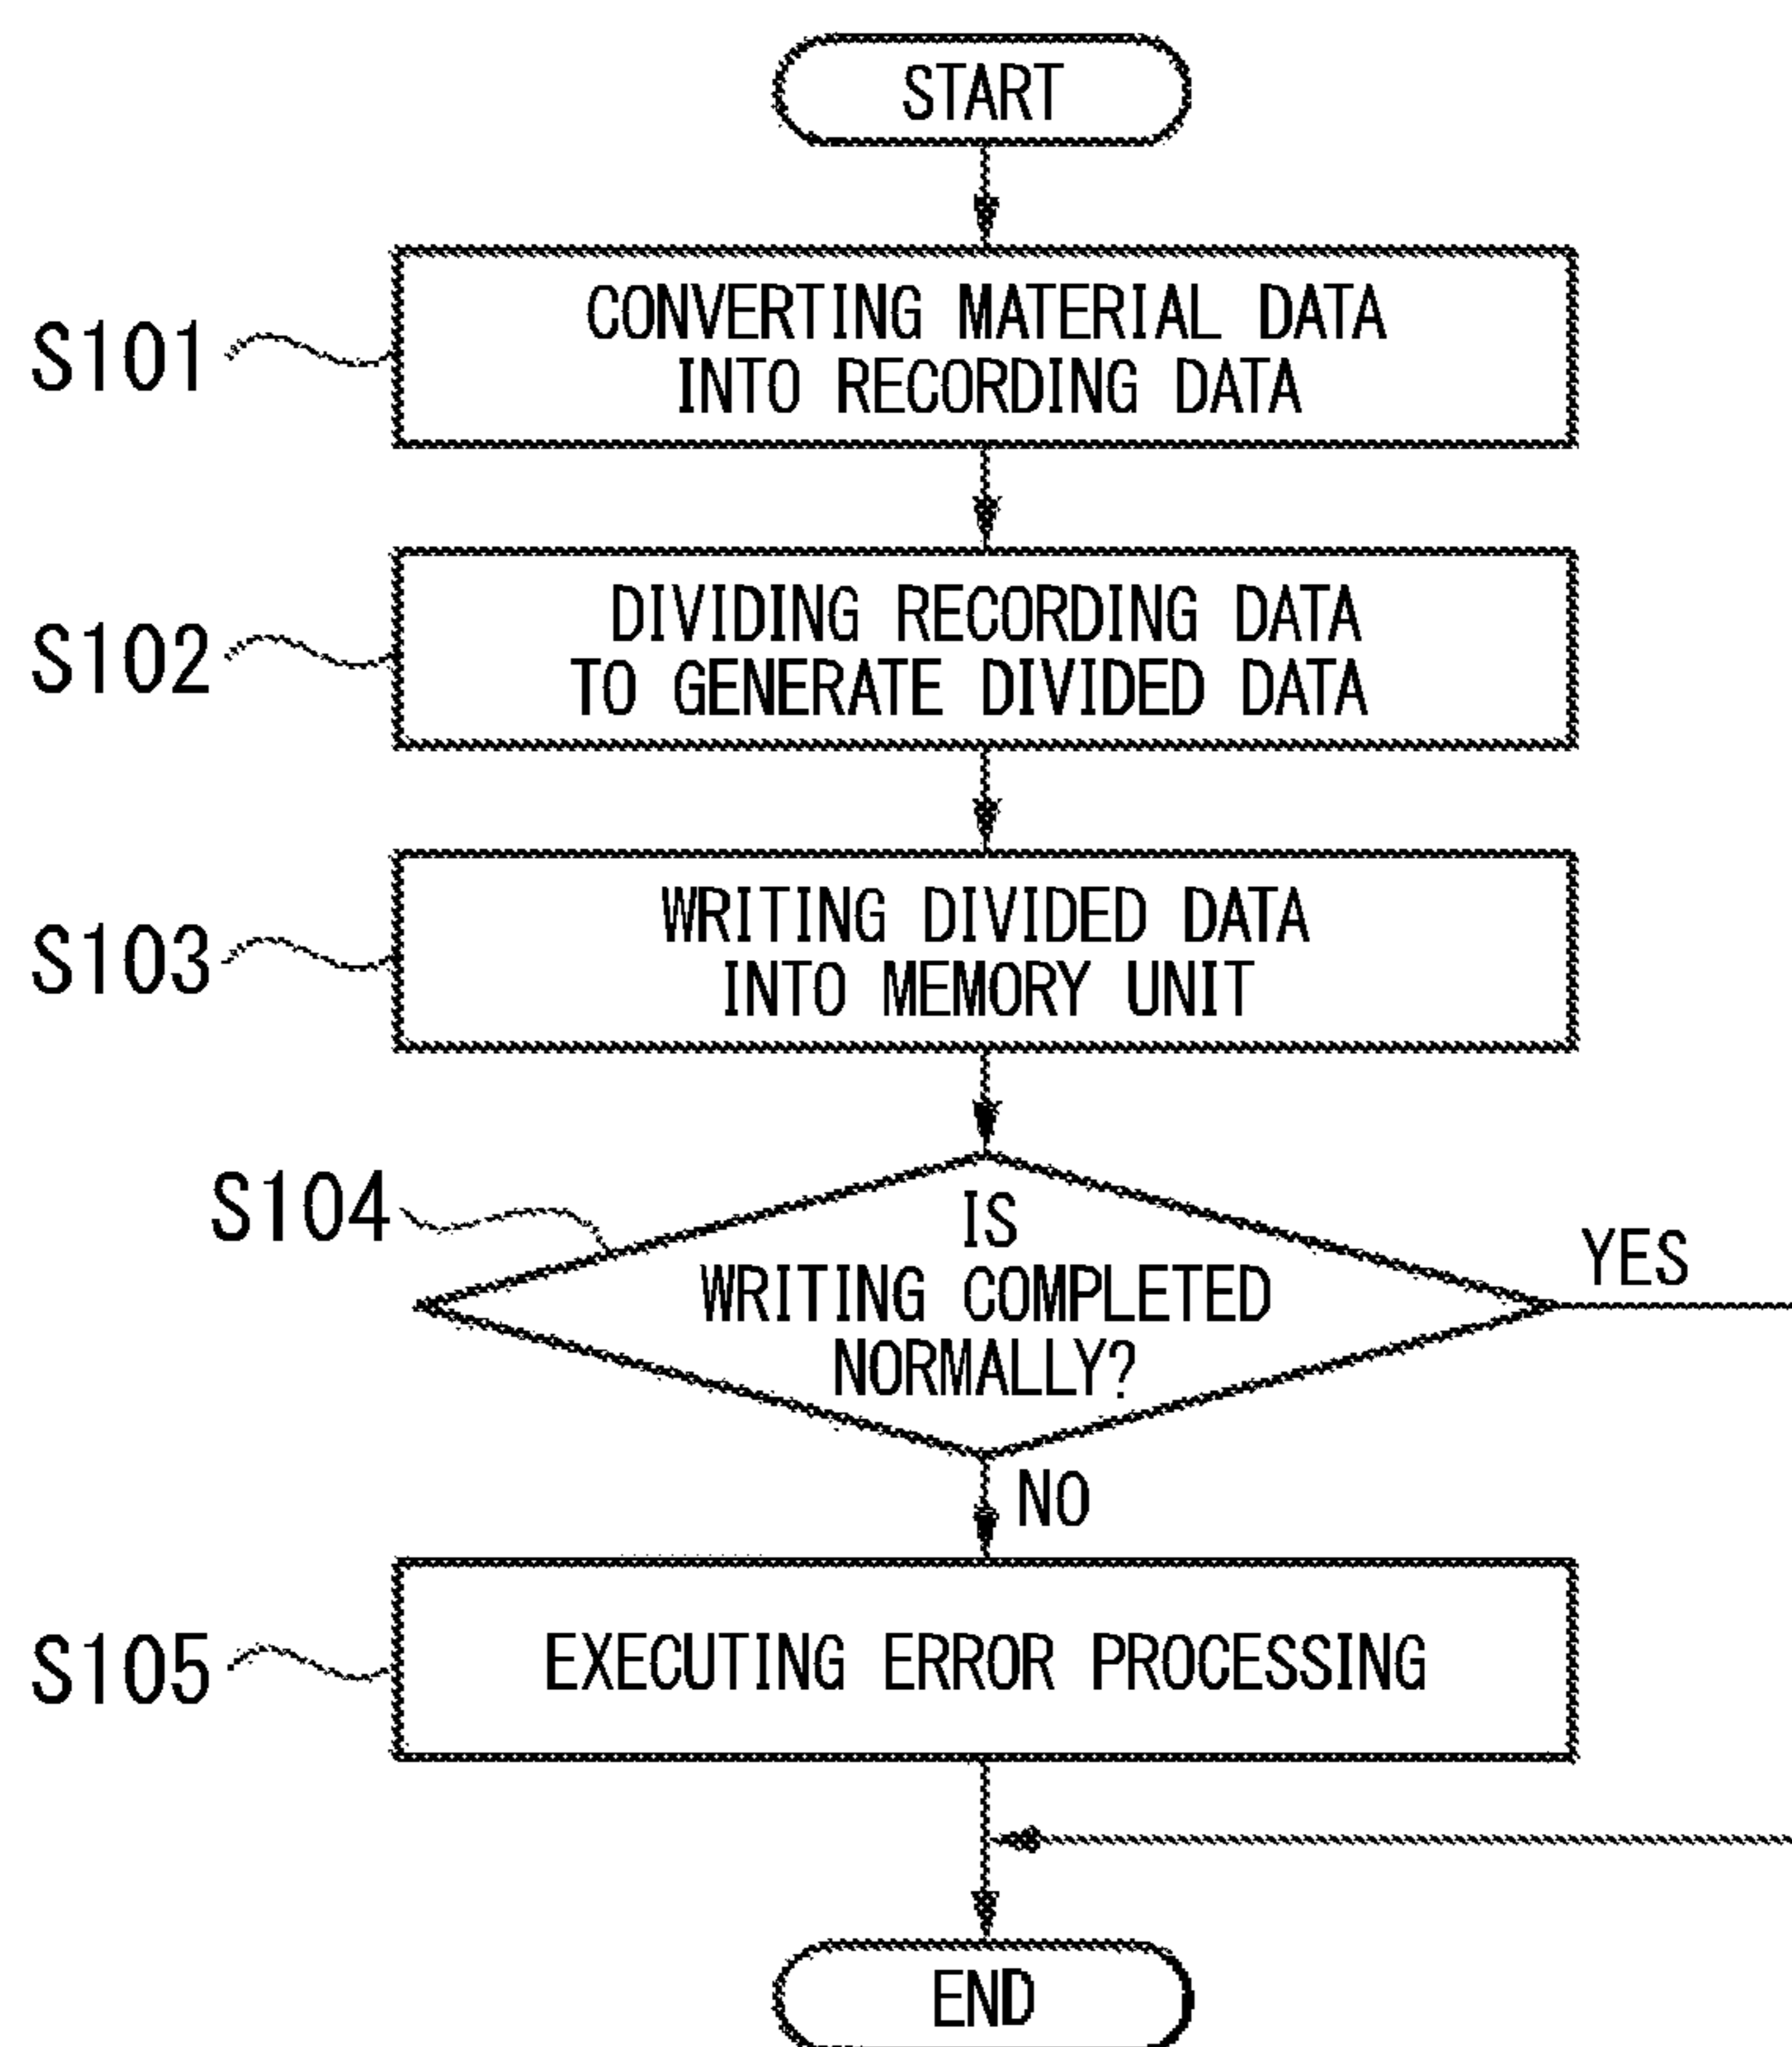 START
S101
CONVERTING MATERIAL DATA
INTO RECORDING DATA
S102
DIVIDING RECORDING DATA
TO GENERATE DIVIDED DATA
S103
WRITING DIVIDED DATA
INTO MEMORY UNIT
S104
IS
WRITING COMPLETED
NORMALLY?
YES
NO
S105
EXECUTING ERROR PROCESSING
END